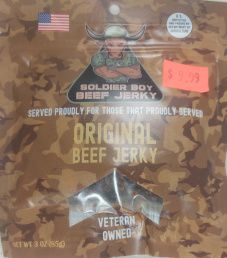 SOLDIER BOY
BEEF JERKY
$9.99
SERVED PROUDLY FOR THOSE THAT PROUDLY SERVED
ORIGINAL
BEEF JERKY
VETERAN
OWNED
NET WT 3 OZ (85g)